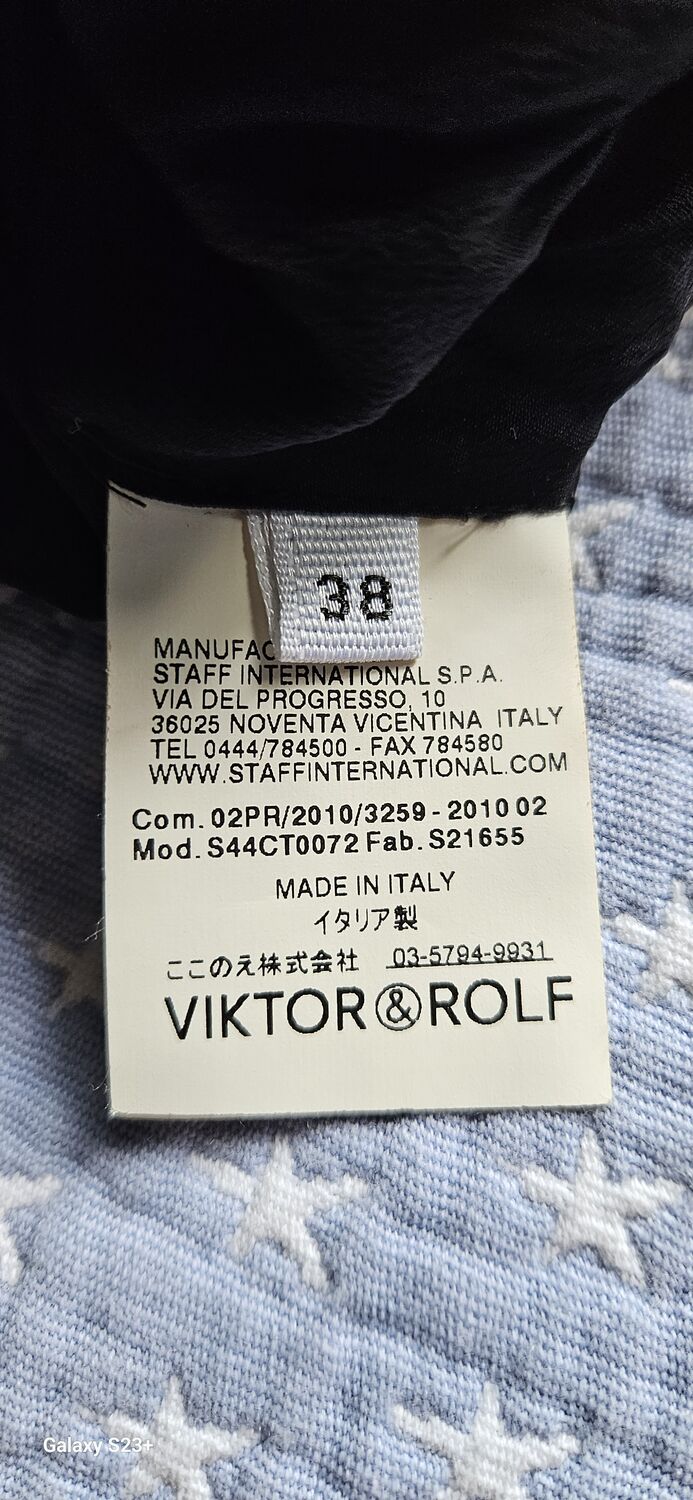 38
MANUFAC
STAFF INTERNATIONAL S.P.A.
VIA DEL PROGRESSO, 10
36025 NOVENTA VICENTINA ITALY
TEL 0444/784500 - FAX 784580
WWW.STAFFINTERNATIONAL.COM
Com. 02PR/2010/3259 - 2010 02
Mod. S44CT0072 Fab. S21655
MADE IN ITALY
イタリア製
ここのえ株式会社 03-5794-9931
VIKTOR&ROLF
Galaxy S23+